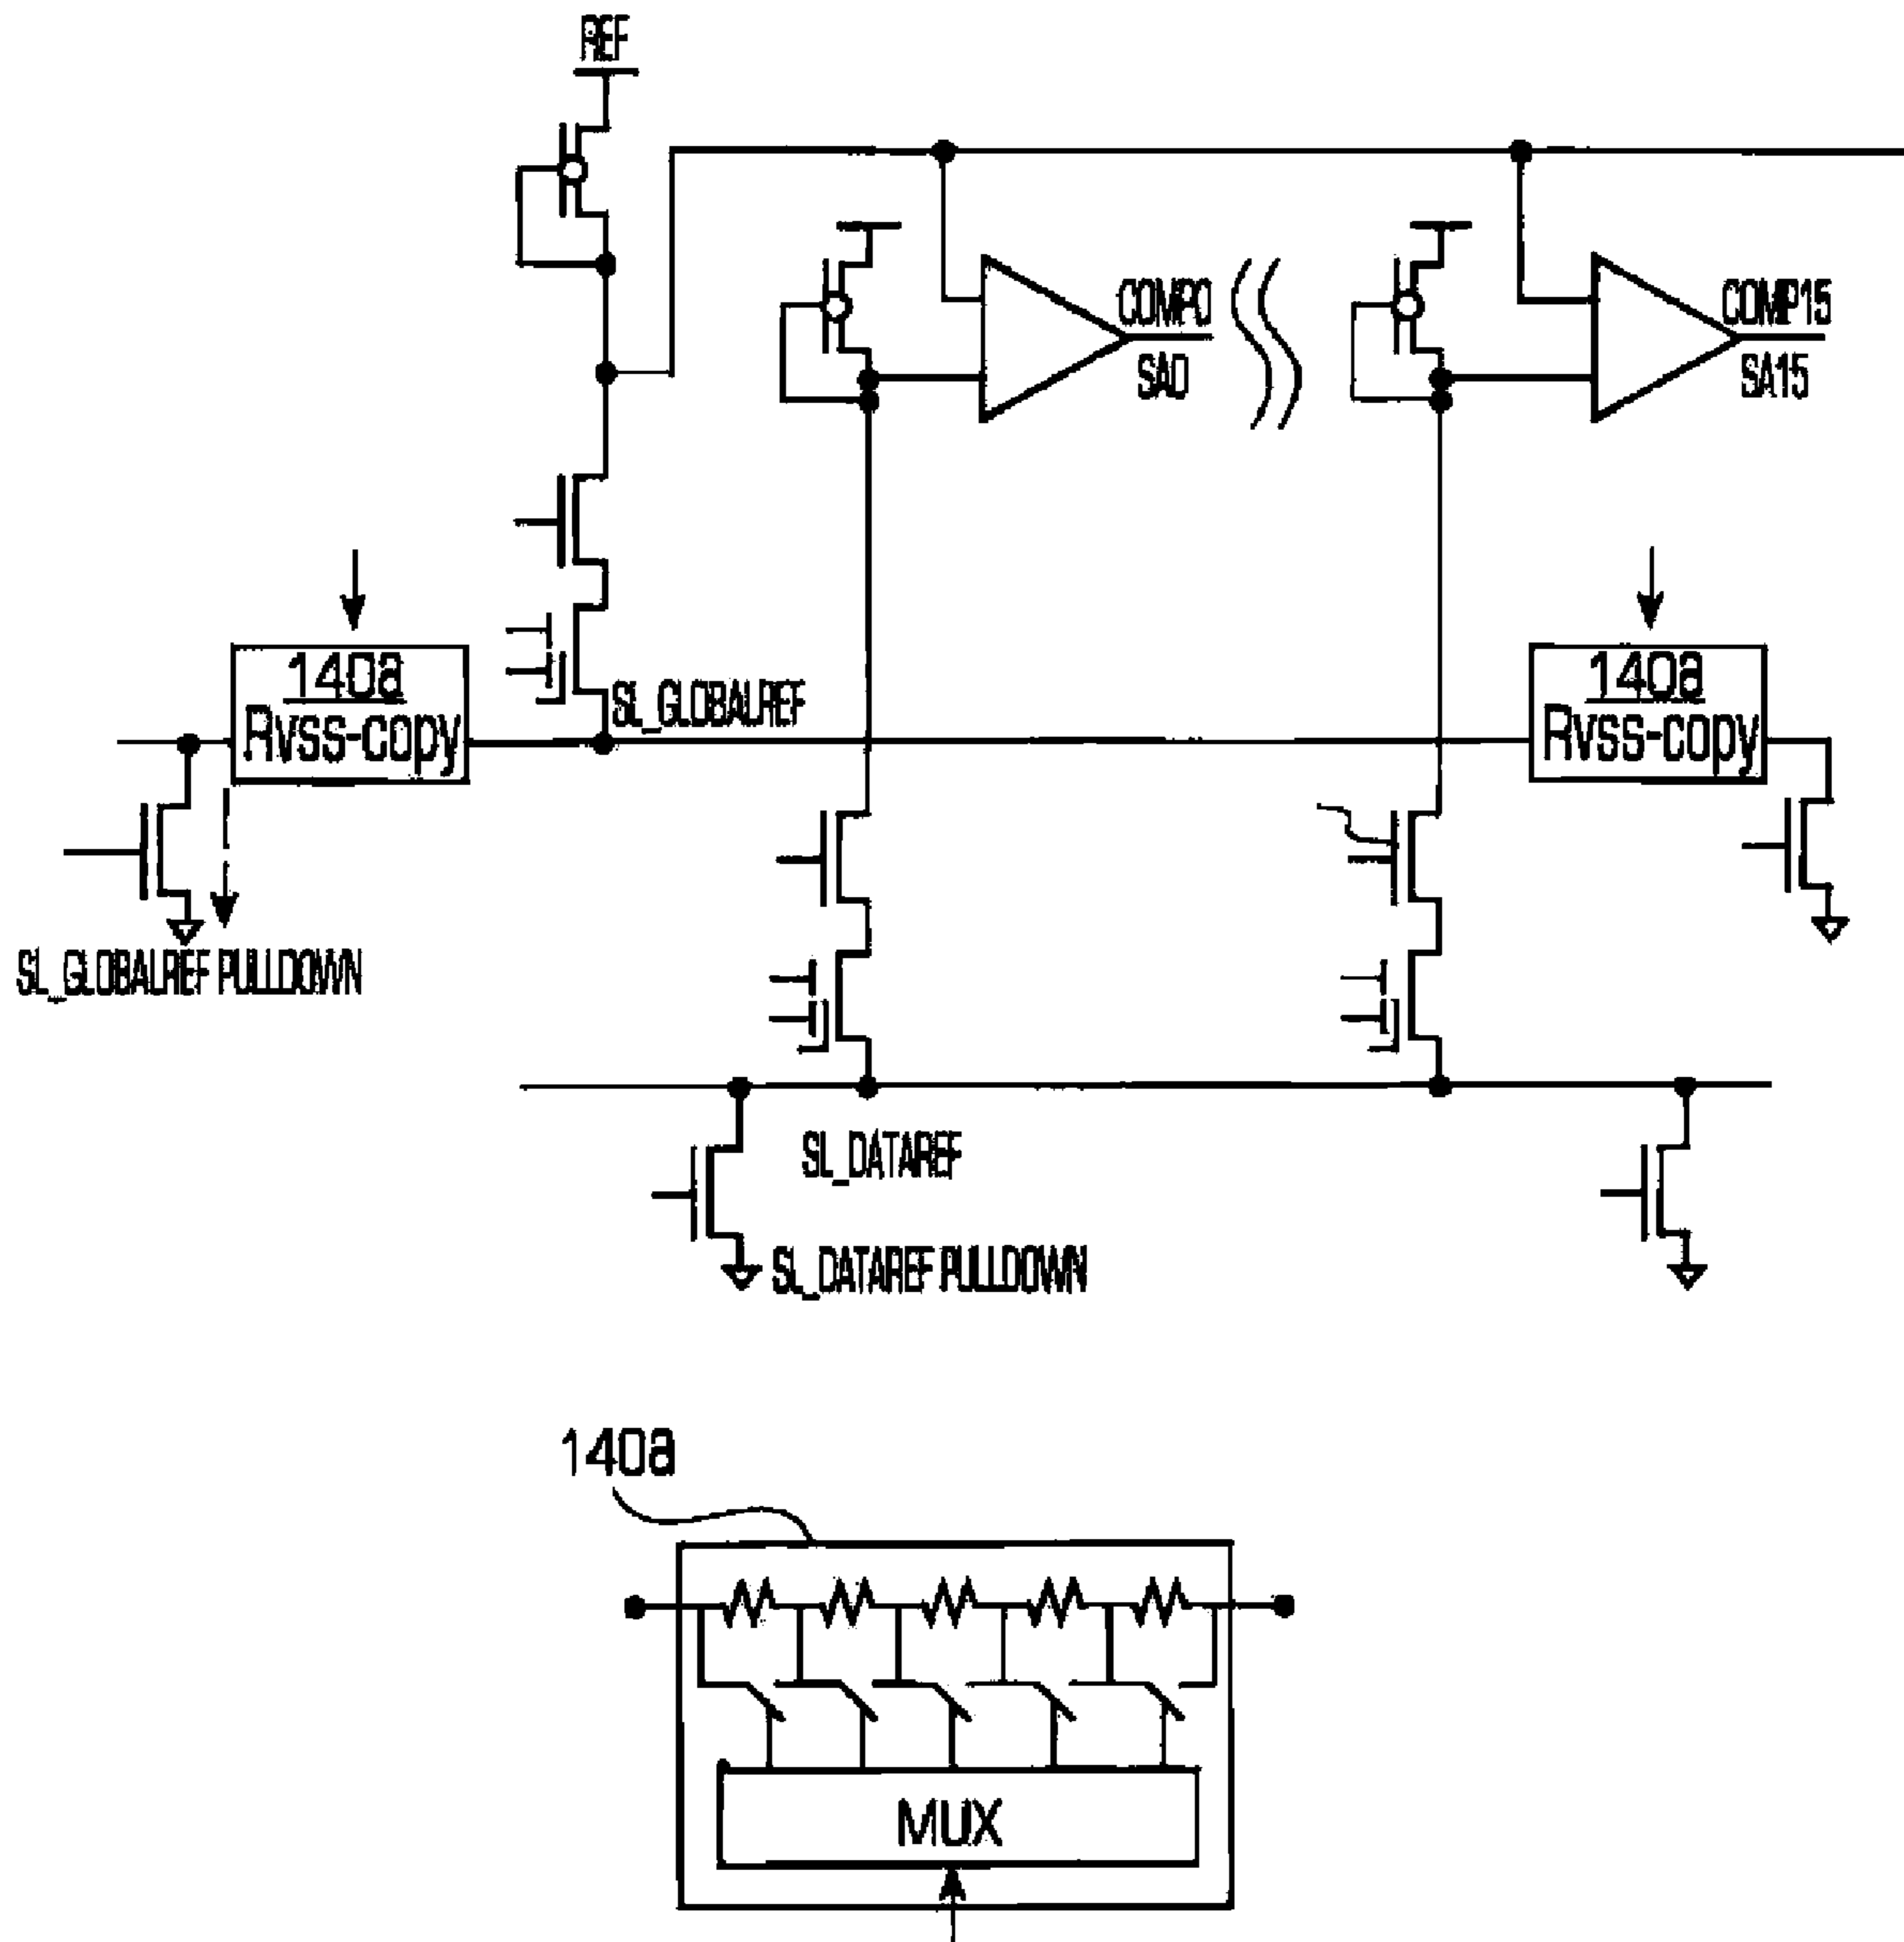 REF
COMP0
SA0
COMP15
SA15
140a
Rvss-copy
SL_GLOBALREF
140a
Rvss-copy
SL_GLOBALREF PULLDOWN
SL_DATAREF
SL_DATAREF PULLDOWN
140a
MUX